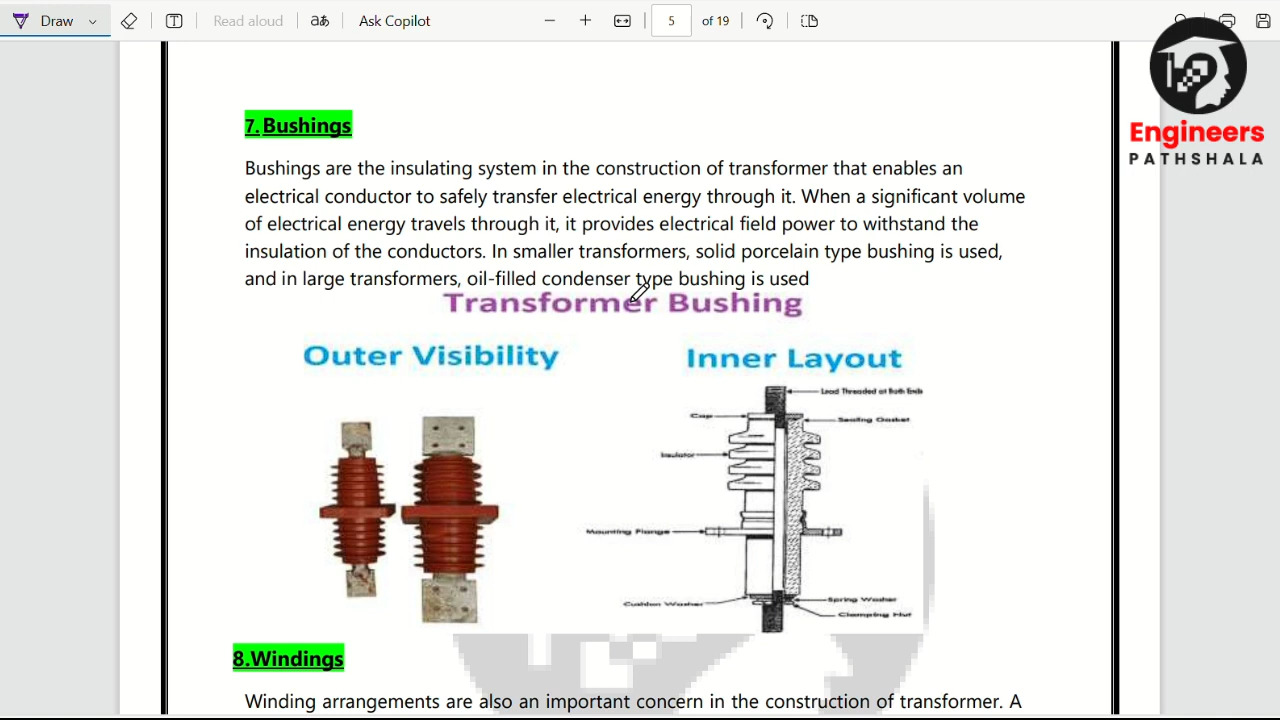 Draw
Read aloud
aあ
Ask Copilot
5
of 19
Engineers
PATHSHALA
7. Bushings
Bushings are the insulating system in the construction of transformer that enables an
electrical conductor to safely transfer electrical energy through it. When a significant volume
of electrical energy travels through it, it provides electrical field power to withstand the
insulation of the conductors. In smaller transformers, solid porcelain type bushing is used,
and in large transformers, oil-filled condenser type bushing is used
Transformer Bushing
Outer Visibility
Inner Layout
Lead Threaded at Both Ends
Cap
Sealing Gasket
Insulator
Mounting Flange
Cushion Washer
Spring Washer
Clamping Nut
8.Windings
Winding arrangements are also an important concern in the construction of transformer. A